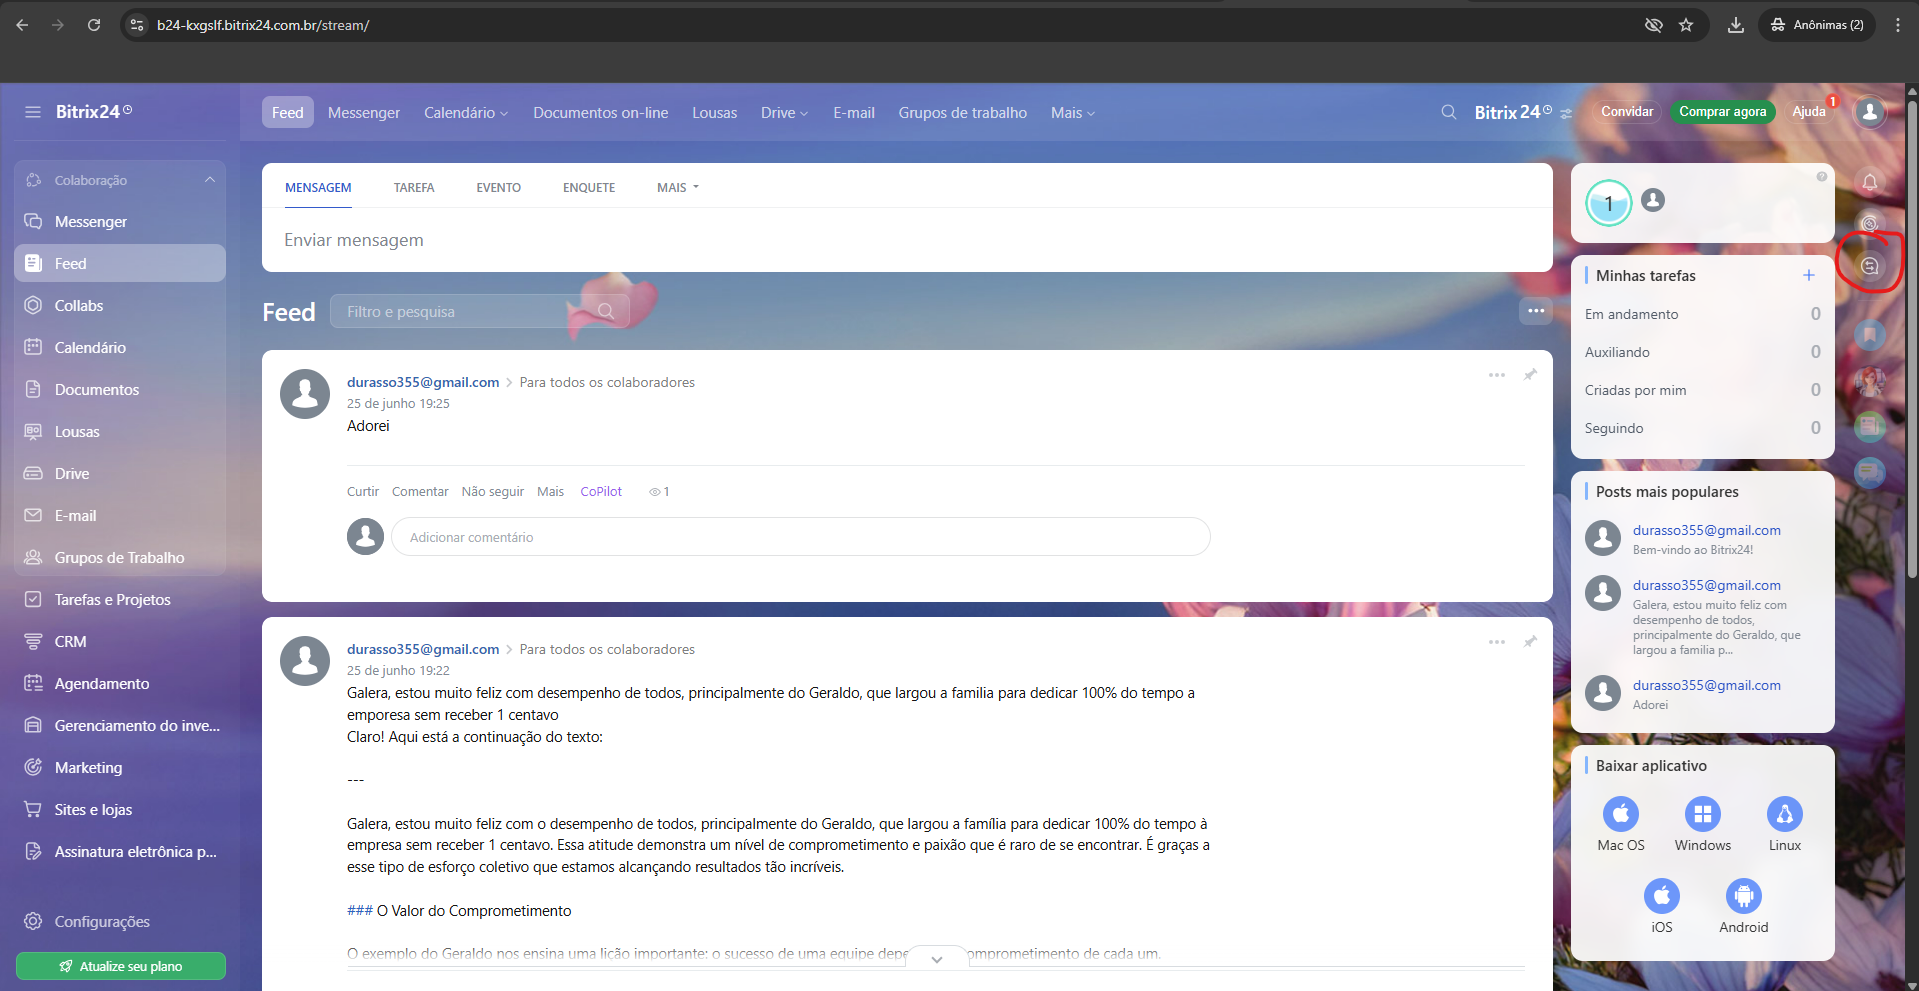 b24-kxgslf.bitrix24.com.br/stream/
Anônimas (2)
Bitrix24
Feed
Messenger
Calendário
Documentos on-line
Lousas
Drive
E-mail
Grupos de trabalho
Mais
Bitrix 24
Convidar
Comprar agora
Ajuda
1
Colaboração
Messenger
Feed
Collabs
Calendário
Documentos
Lousas
Drive
E-mail
Grupos de Trabalho
Tarefas e Projetos
CRM
Agendamento
Gerenciamento do inve...
Marketing
Sites e lojas
Assinatura eletrônica p...
Configurações
Atualize seu plano
MENSAGEM
TAREFA
EVENTO
ENQUETE
MAIS
Enviar mensagem
Feed
Filtro e pesquisa
durasso355@gmail.com > Para todos os colaboradores
25 de junho 19:25
Adorei
Curtir Comentar Não seguir Mais CoPilot 1
Adicionar comentário
durasso355@gmail.com > Para todos os colaboradores
25 de junho 19:22
Galera, estou muito feliz com desempenho de todos, principalmente do Geraldo, que largou a familia para dedicar 100% do tempo a
emporesa sem receber 1 centavo
Claro! Aqui está a continuação do texto:
---
Galera, estou muito feliz com o desempenho de todos, principalmente do Geraldo, que largou a família para dedicar 100% do tempo à
empresa sem receber 1 centavo. Essa atitude demonstra um nível de comprometimento e paixão que é raro de se encontrar. É graças a
esse tipo de esforço coletivo que estamos alcançando resultados tão incríveis.
### O Valor do Comprometimento
O exemplo do Geraldo nos ensina uma lição importante: o sucesso de uma equipe depe omprometimento de cada um.
1
Minhas tarefas +
Em andamento 0
Auxiliando 0
Criadas por mim 0
Seguindo 0
Posts mais populares
durasso355@gmail.com
Bem-vindo ao Bitrix24!
durasso355@gmail.com
Galera, estou muito feliz com
desempenho de todos,
principalmente do Geraldo, que
largou a familia p...
durasso355@gmail.com
Adorei
Baixar aplicativo
Mac OS
Windows
Linux
iOS
Android